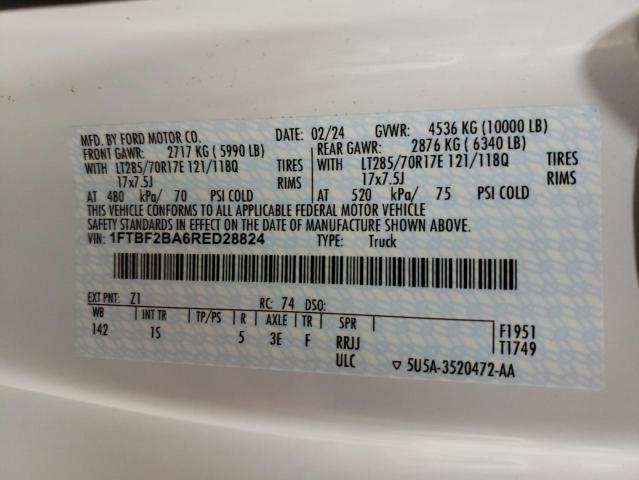 MFD. BY FORD MOTOR CO. DATE: 02/24 GVWR: 4536 KG (10000 LB)
FRONT GAWR: 2717 KG ( 5990 LB) REAR GAWR: 2876 KG ( 6340 LB)
WITH LT285/70R17E 121/118Q TIRES WITH LT285/70R17E 121/118Q TIRES
17x7.5J RIMS 17x7.5J RIMS
AT 480 kPa/ 70 PSI COLD AT 520 kPa/ 75 PSI COLD
THIS VEHICLE CONFORMS TO ALL APPLICABLE FEDERAL MOTOR VEHICLE
SAFETY STANDARDS IN EFFECT ON THE DATE OF MANUFACTURE SHOWN ABOVE.
VIN: 1FTBF2BA6RED28824 TYPE: Truck
EXT PNT: Z1 RC: 74 DSO:
WB INT TR TP/PS R AXLE TR SPR F1951
142 1S 5 3E F RRJJ T1749
ULC ▽ 5U5A-3520472-AA